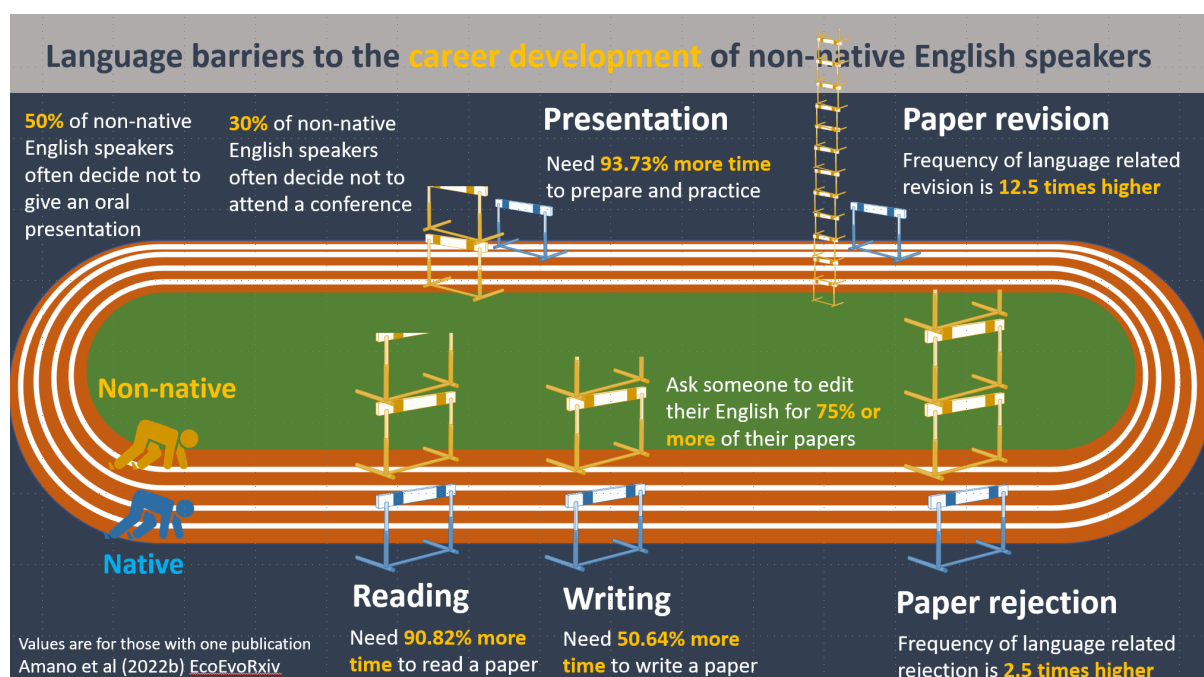 Language barriers to the career development of non-native English speakers
50% of non-native
English speakers
often decide not to
give an oral
presentation
30% of non-native
English speakers
often decide not to
attend a conference
Presentation
Need 93.73% more time
to prepare and practice
Paper revision
Frequency of language related
revision is 12.5 times higher
Non-native
Native
Ask someone to edit
their English for 75% or
more of their papers
Reading
Need 90.82% more
time to read a paper
Writing
Need 50.64% more
time to write a paper
Paper rejection
Frequency of language related
rejection is 2.5 times higher
Values are for those with one publication
Amano et al (2022b) EcoEvoRxiv